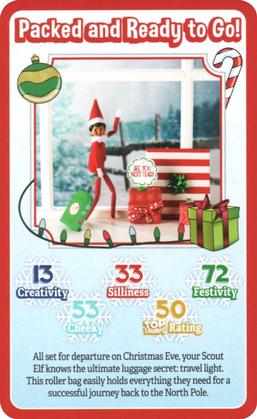 Packed and Ready to Go!
SEE YOU
NEXT YEAR!
13 33 72
Creativity Silliness Festivity
53 50
Cheeky TOP TRUMPS Rating
All set for departure on Christmas Eve, your Scout
Elf knows the ultimate luggage secret: travel light.
This roller bag easily holds everything they need for a
successful journey back to the North Pole.